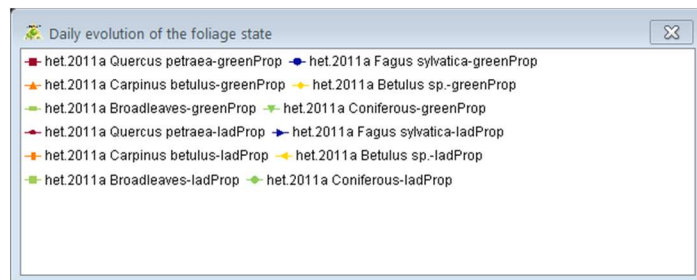 Daily evolution of the foliage state
het.2011a Quercus petraea-greenProp het.2011a Fagus sylvatica-greenProp
het.2011a Carpinus betulus-greenProp het.2011a Betulus sp.-greenProp
het.2011a Broadleaves-greenProp het.2011a Coniferous-greenProp
het.2011a Quercus petraea-ladProp het.2011a Fagus sylvatica-ladProp
het.2011a Carpinus betulus-ladProp het.2011a Betulus sp.-ladProp
het.2011a Broadleaves-ladProp het.2011a Coniferous-ladProp